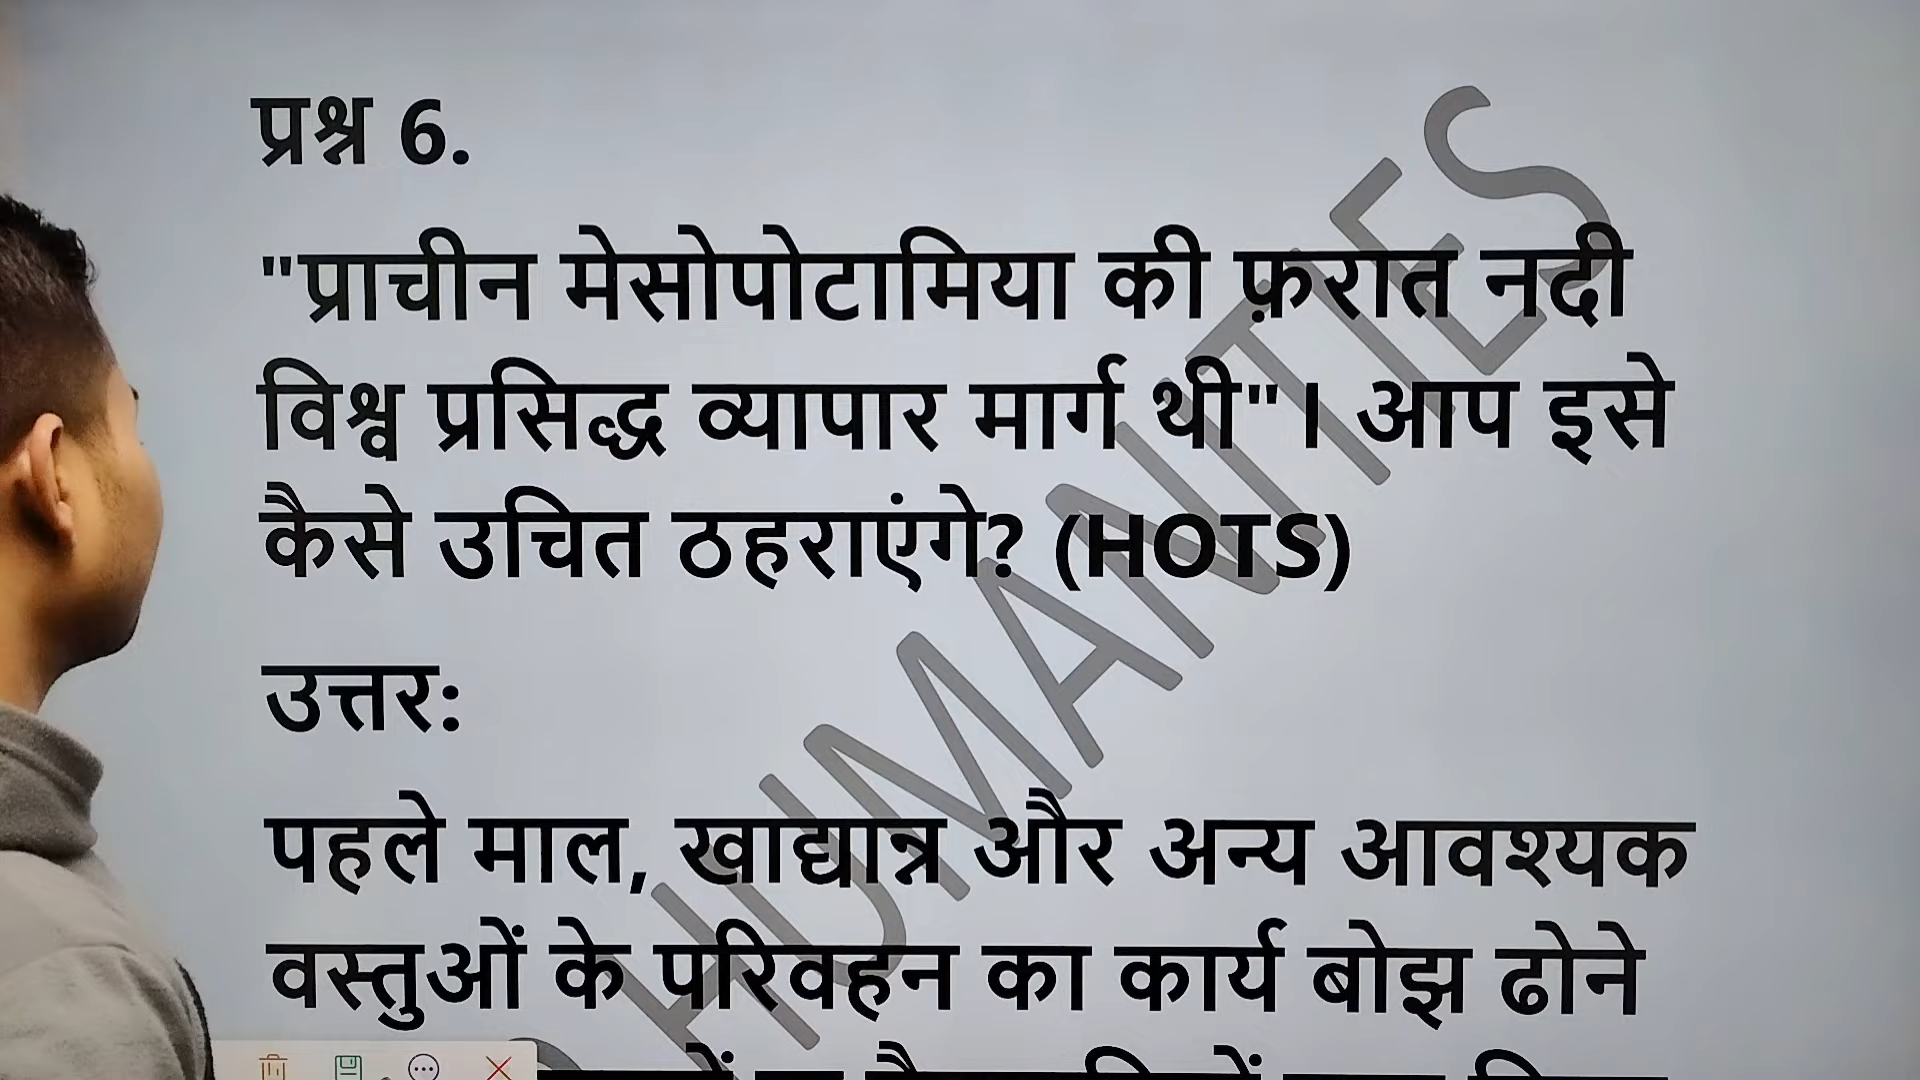 प्रश्न 6.
"प्राचीन मेसोपोटामिया की फ़रात नदी
विश्व प्रसिद्ध व्यापार मार्ग थी"। आप इसे
कैसे उचित ठहराएंगे? (HOTS)
उत्तर:
पहले माल, खाद्यान्न और अन्य आवश्यक
वस्तुओं के परिवहन का कार्य बोझ ढोने
HUMANITIES